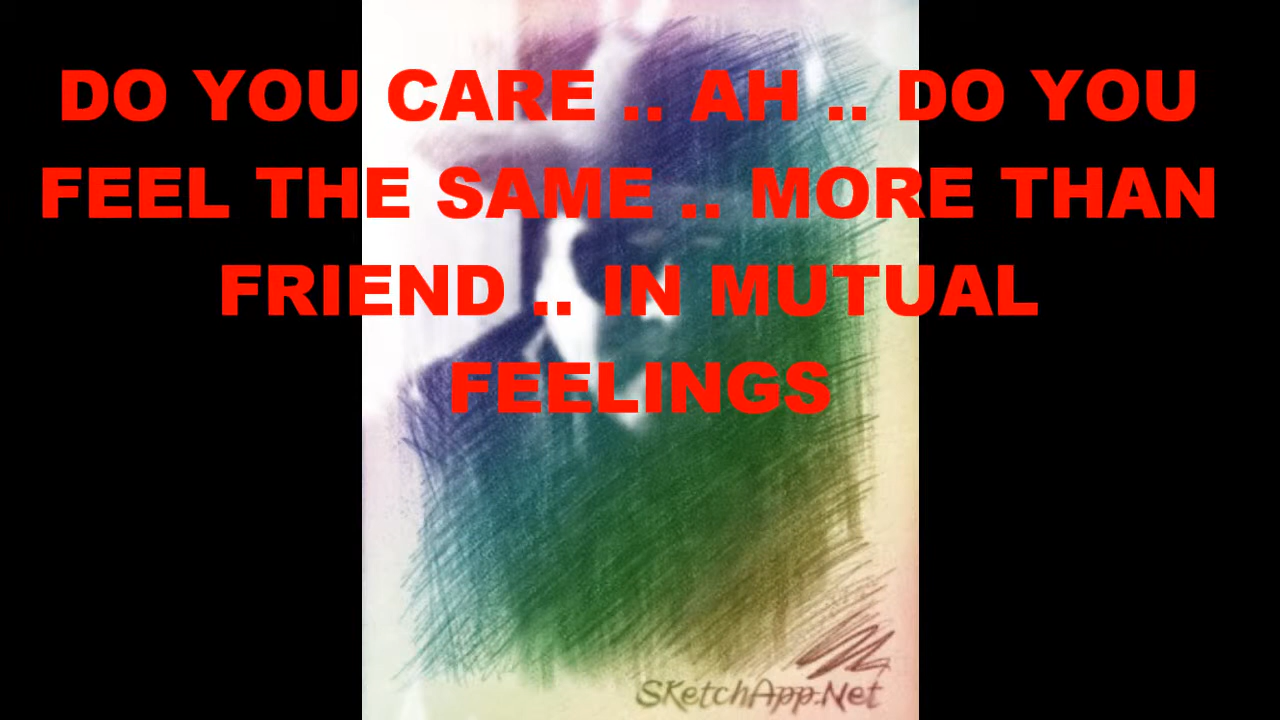 DO YOU CARE .. AH .. DO YOU
FEEL THE SAME .. MORE THAN
FRIEND .. IN MUTUAL
FEELINGS
SKetchApp.Net